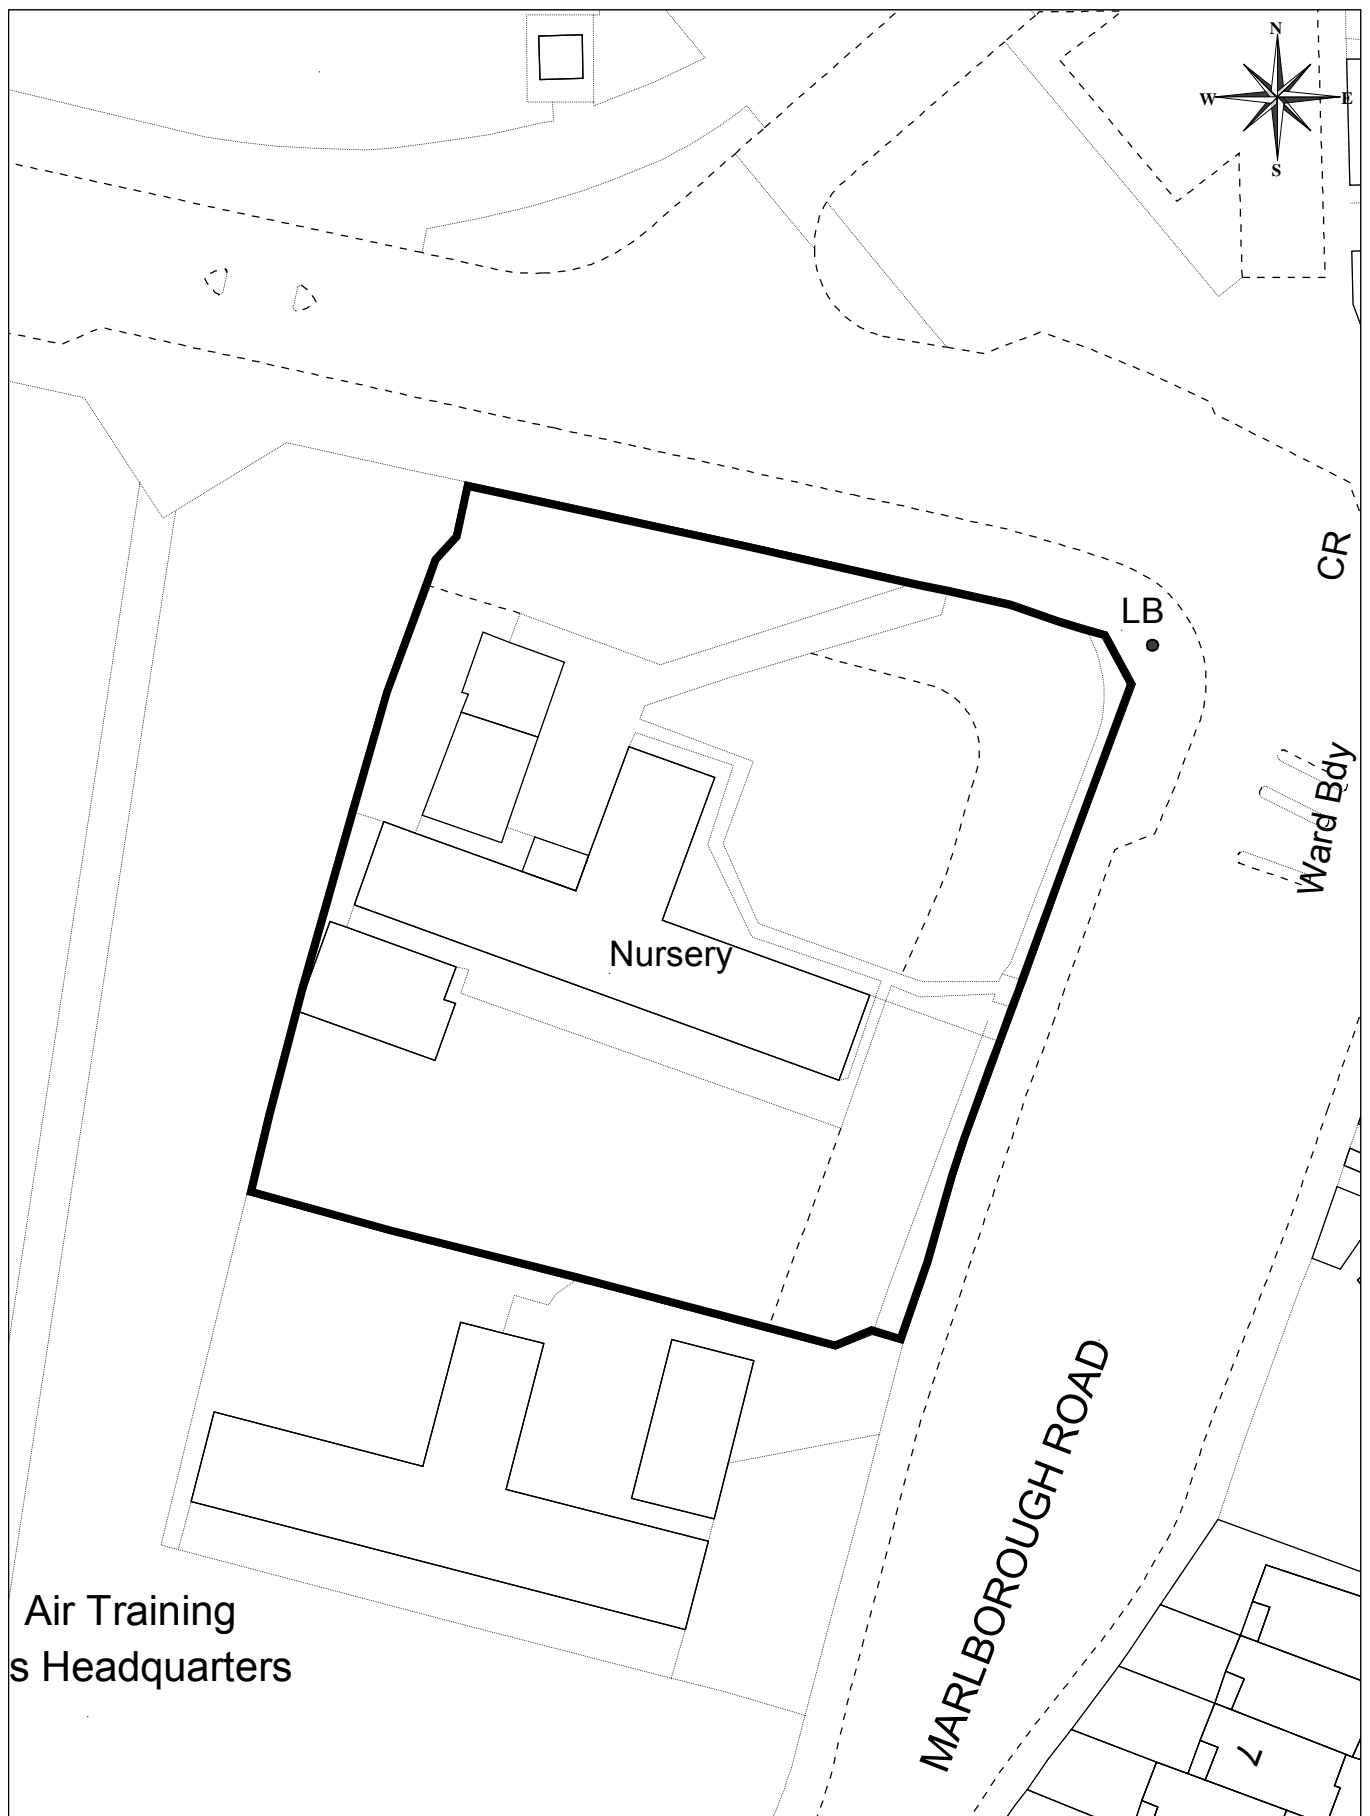 N
W
E
S
CR
LB
Ward Bdy
Nursery
MARLBOROUGH ROAD
Air Training
s Headquarters
7